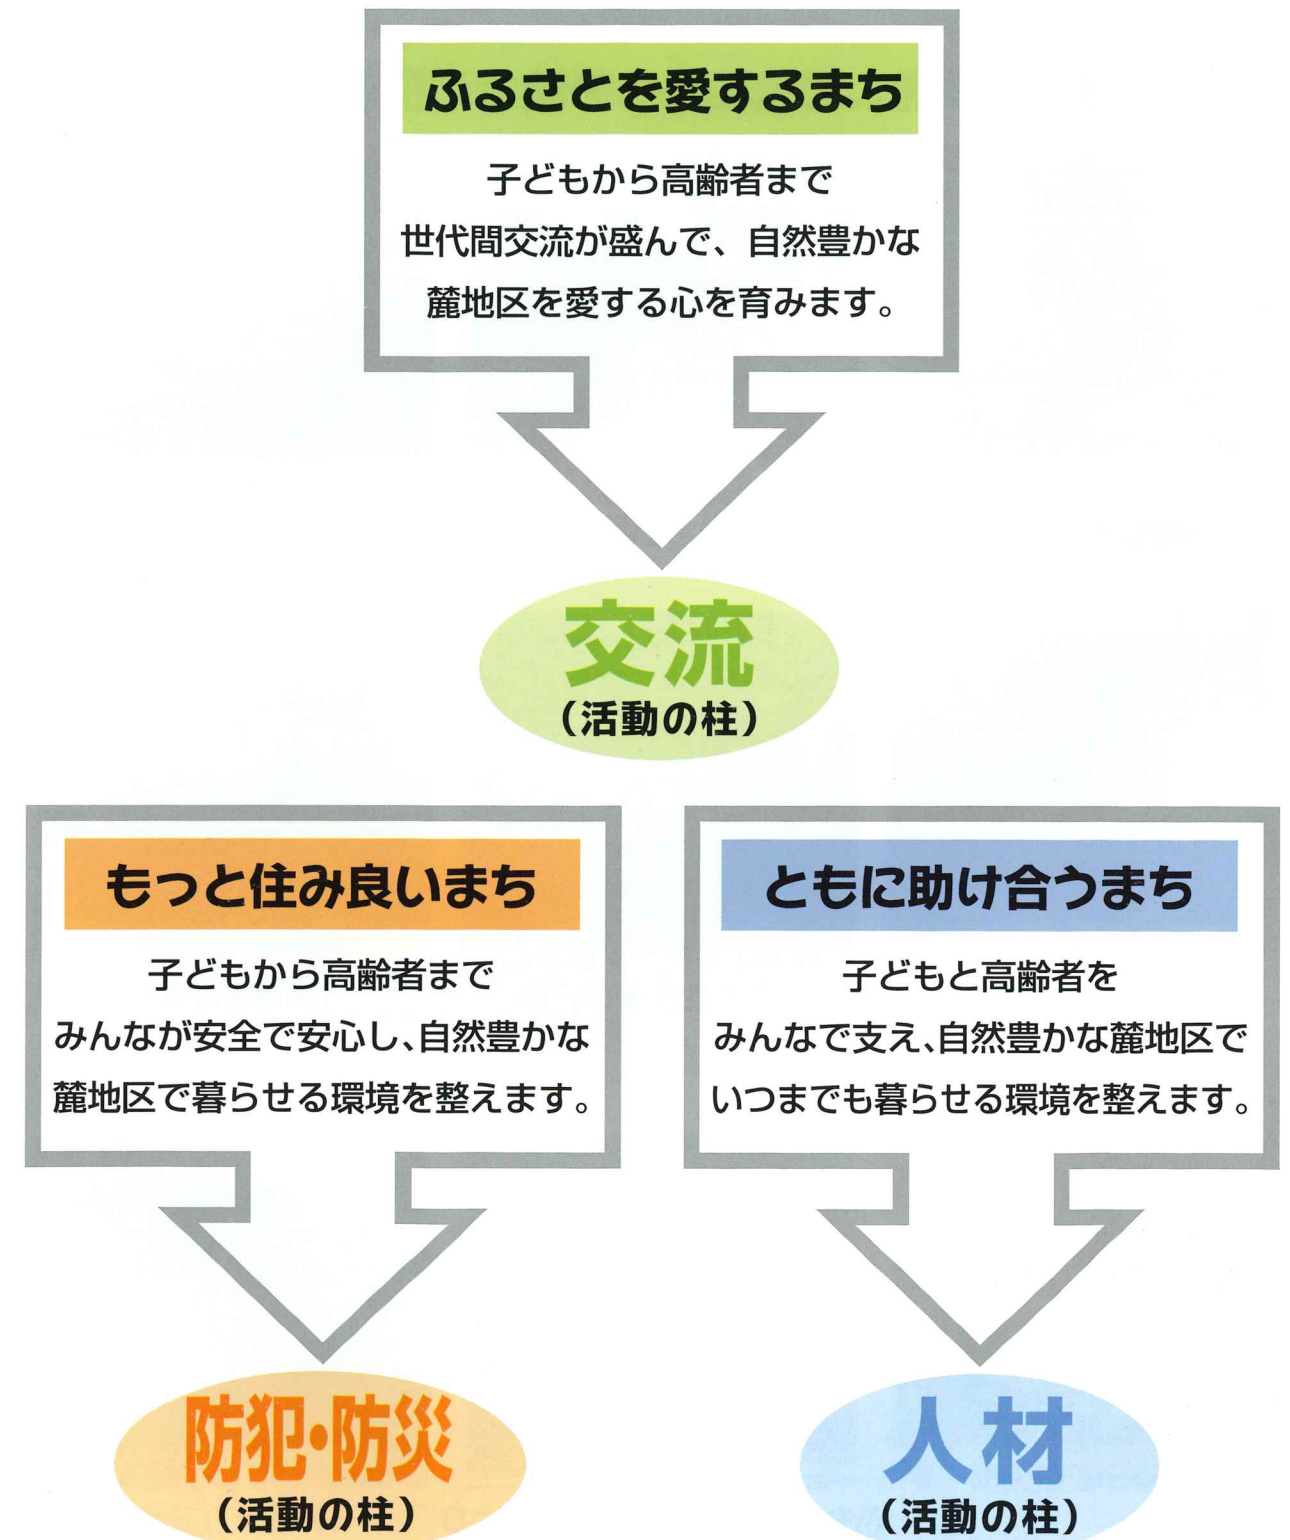 ふるさとを愛するまち
子どもから高齢者まで
世代間交流が盛んで、自然豊かな
麓地区を愛する心を育みます。
交流
(活動の柱)
もっと住み良いまち
子どもから高齢者まで
みんなが安全で安心し、自然豊かな
麓地区で暮らせる環境を整えます。
防犯・防災
(活動の柱)
ともに助け合うまち
子どもと高齢者を
みんなで支え、自然豊かな麓地区で
いつまでも暮らせる環境を整えます。
人材
(活動の柱)